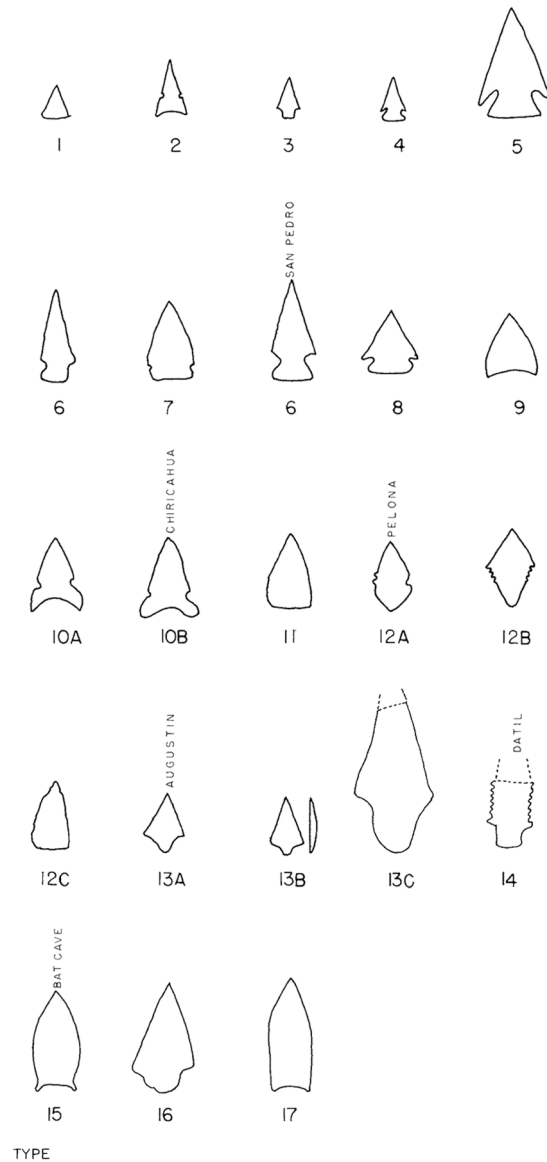 1 2 3 4 5
SAN PEDRO
6 7 6 8 9
CHIRICAHUA PELONA
10A 10B 11 12A 12B
AUGUSTIN DATIL
12C 13A 13B 13C 14
BAT CAVE
15 16 17
TYPE